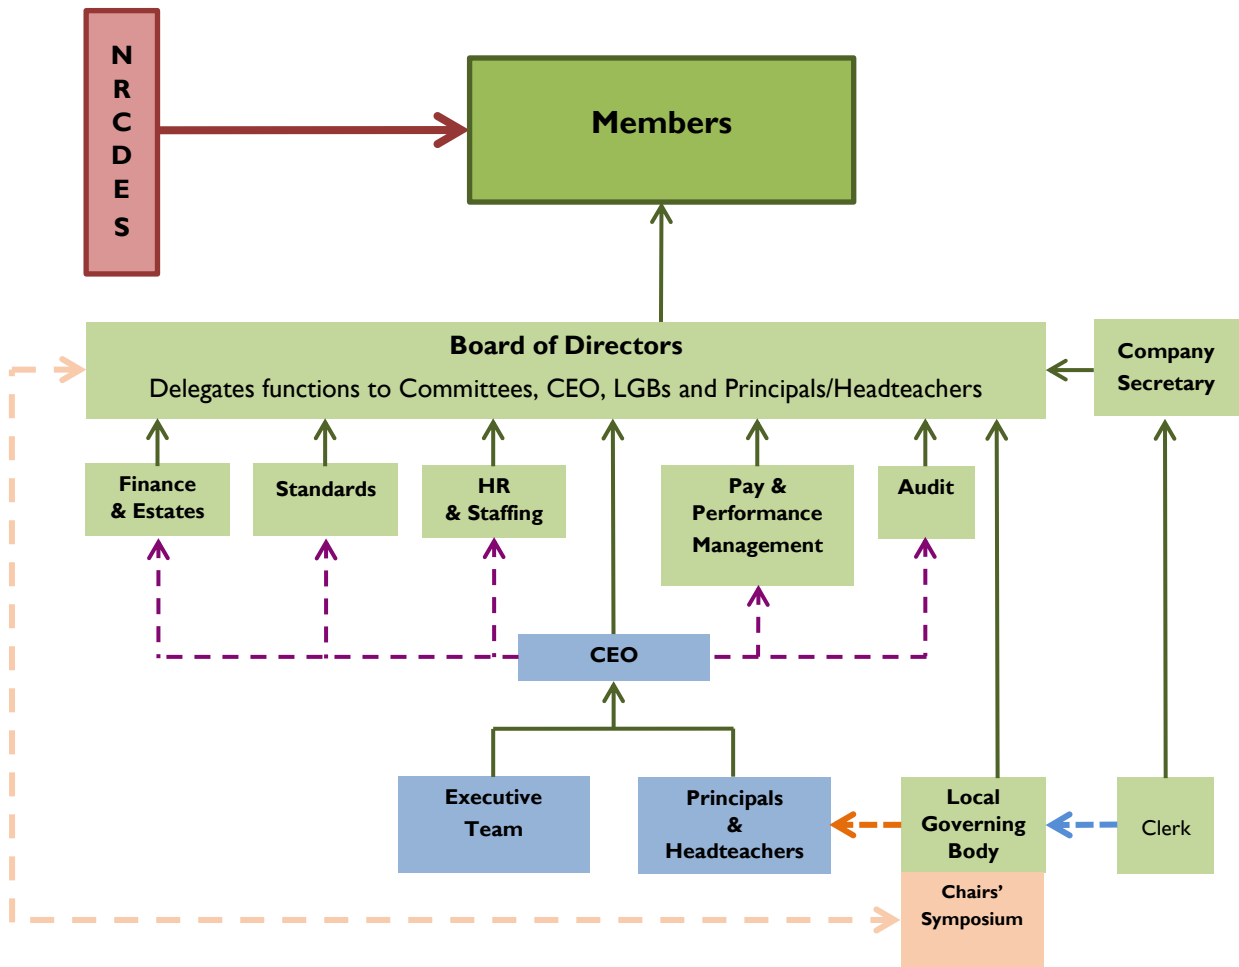 N
R
C
D
E
S
Members
Board of Directors
Delegates functions to Committees, CEO, LGBs and Principals/Headteachers
Company
Secretary
Finance
& Estates
Standards
HR
& Staffing
Pay &
Performance
Management
Audit
CEO
Executive
Team
Principals
&
Headteachers
Local
Governing
Body
Clerk
Chairs’
Symposium